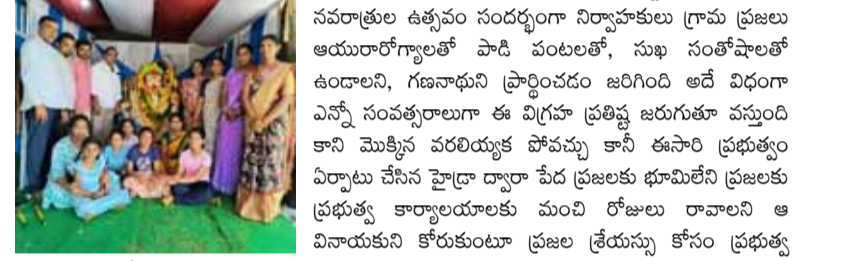 నవరాత్రుల ఉత్సవం సందర్భంగా నిర్వాహకులు గ్రామ ప్రజలు
ఆయురారోగ్యాలతో పాడి పంటలతో, సుఖ సంతోషాలతో
ఉండాలని, గణనాథుని ప్రార్థించడం జరిగింది అదే విధంగా
ఎన్నో సంవత్సరాలుగా ఈ విగ్రహ ప్రతిష్ట జరుగుతూ వస్తుంది
కాని మొక్కిన వరలియ్యక పోవచ్చు కానీ ఈసారి ప్రభుత్వం
ఏర్పాటు చేసిన హైడ్రా ద్వారా పేద ప్రజలకు భూమిలేని ప్రజలకు
ప్రభుత్వ కార్యాలయాలకు మంచి రోజులు రావాలని ఆ
వినాయకుని కోరుకుంటూ ప్రజల శ్రేయస్సు కోసం ప్రభుత్వ